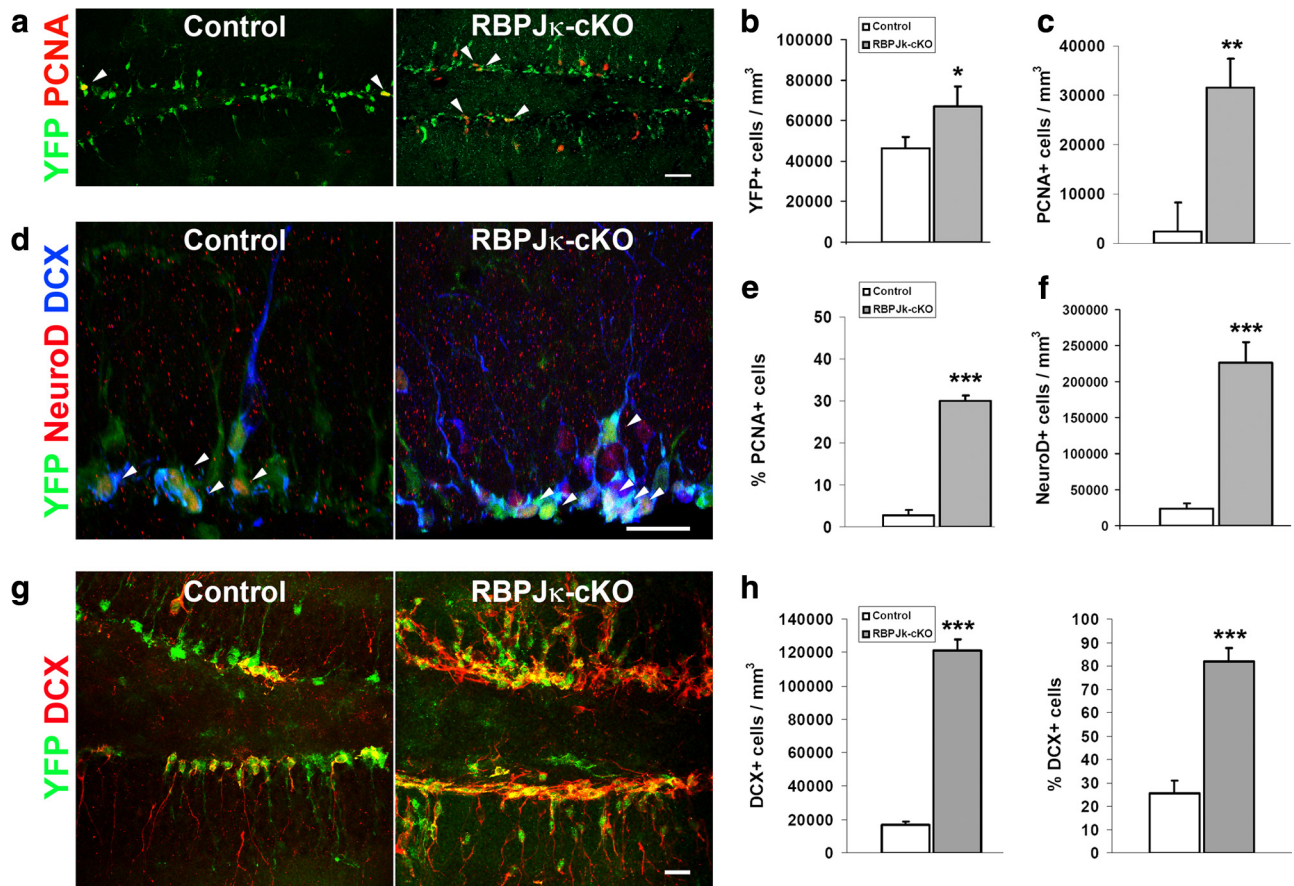 a
YFP PCNA
Control
RBPJκ-cKO
b
Control
RBPJk-cKO
YFP+ cells / mm³
100000
80000
60000
40000
20000
0
*
c
PCNA+ cells / mm³
40000
30000
20000
10000
0
**
d
YFP NeuroD DCX
Control
RBPJκ-cKO
e
Control
RBPJk-cKO
% PCNA+ cells
50
40
30
20
10
0
***
f
NeuroD+ cells / mm³
300000
250000
200000
150000
100000
50000
0
***
g
YFP DCX
Control
RBPJκ-cKO
h
Control
RBPJk-cKO
DCX+ cells / mm³
140000
120000
100000
80000
60000
40000
20000
0
***
% DCX+ cells
100
90
80
70
60
50
40
30
20
10
0
***